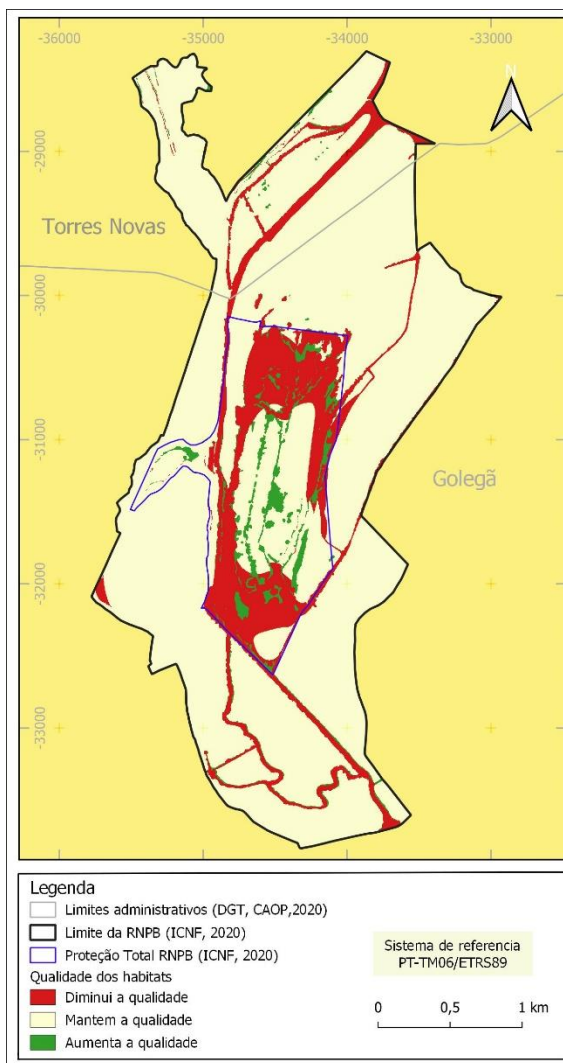 -36000 -35000 -34000 -33000
N
-29000
Torres Novas
-30000
-31000
Golegã
-32000
-33000
Legenda
Limites administrativos (DGT, CAOP,2020)
Limite da RNPB (ICNF, 2020)
Proteção Total RNPB (ICNF, 2020)
Qualidade dos habitats
Diminui a qualidade
Mantem a qualidade
Aumenta a qualidade
Sistema de referencia
PT-TM06/ETRS89
0 0,5 1 km